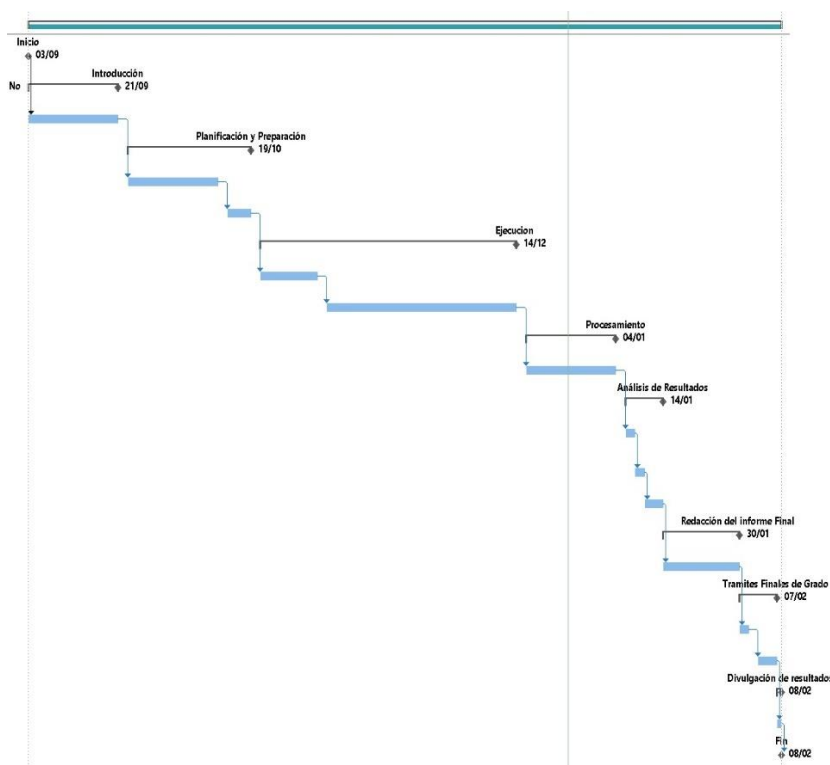 Inicio
03/09
Introducción
No
21/09
Planificación y Preparación
19/10
Ejecucion
14/12
Procesamiento
04/01
Análisis de Resultados
14/01
Redacción del informe Final
30/01
Tramites Finales de Grado
07/02
Divulgación de resultados
08/02
Fin
08/02